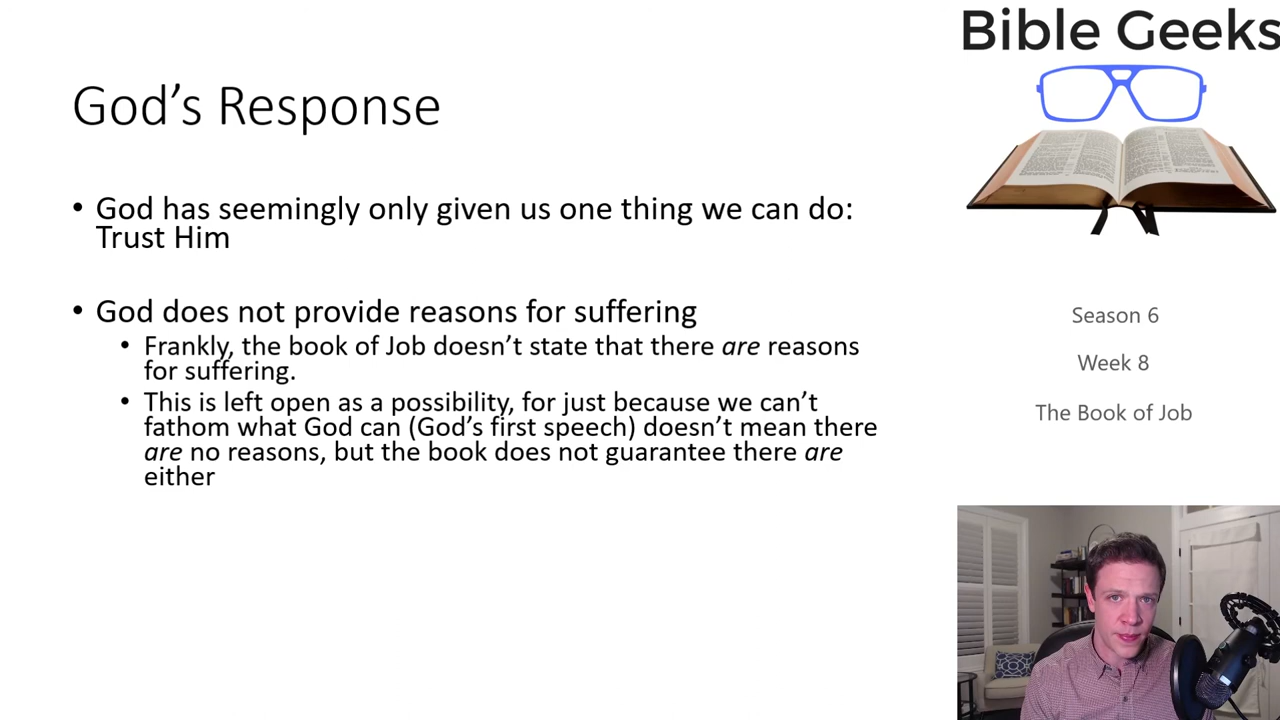 Bible Geeks
God’s Response
• God has seemingly only given us one thing we can do:
Trust Him
• God does not provide reasons for suffering
• Frankly, the book of Job doesn’t state that there are reasons
for suffering.
• This is left open as a possibility, for just because we can’t
fathom what God can (God’s first speech) doesn’t mean there
are no reasons, but the book does not guarantee there are
either
Season 6
Week 8
The Book of Job